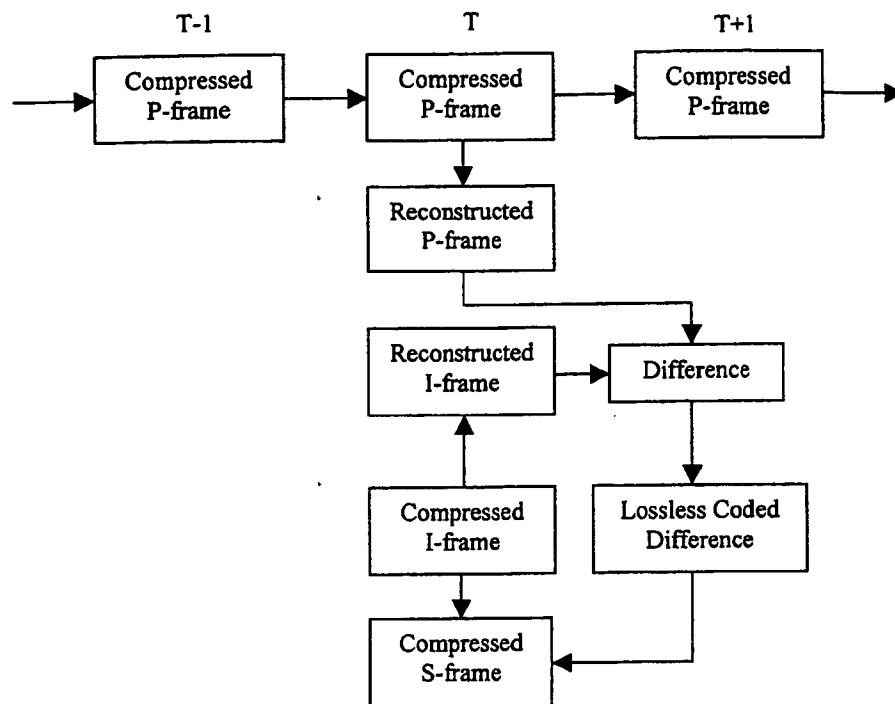 T-1
T
T+1
Compressed
P-frame
Compressed
P-frame
Compressed
P-frame
Reconstructed
P-frame
Reconstructed
I-frame
Difference
Compressed
I-frame
Lossless Coded
Difference
Compressed
S-frame